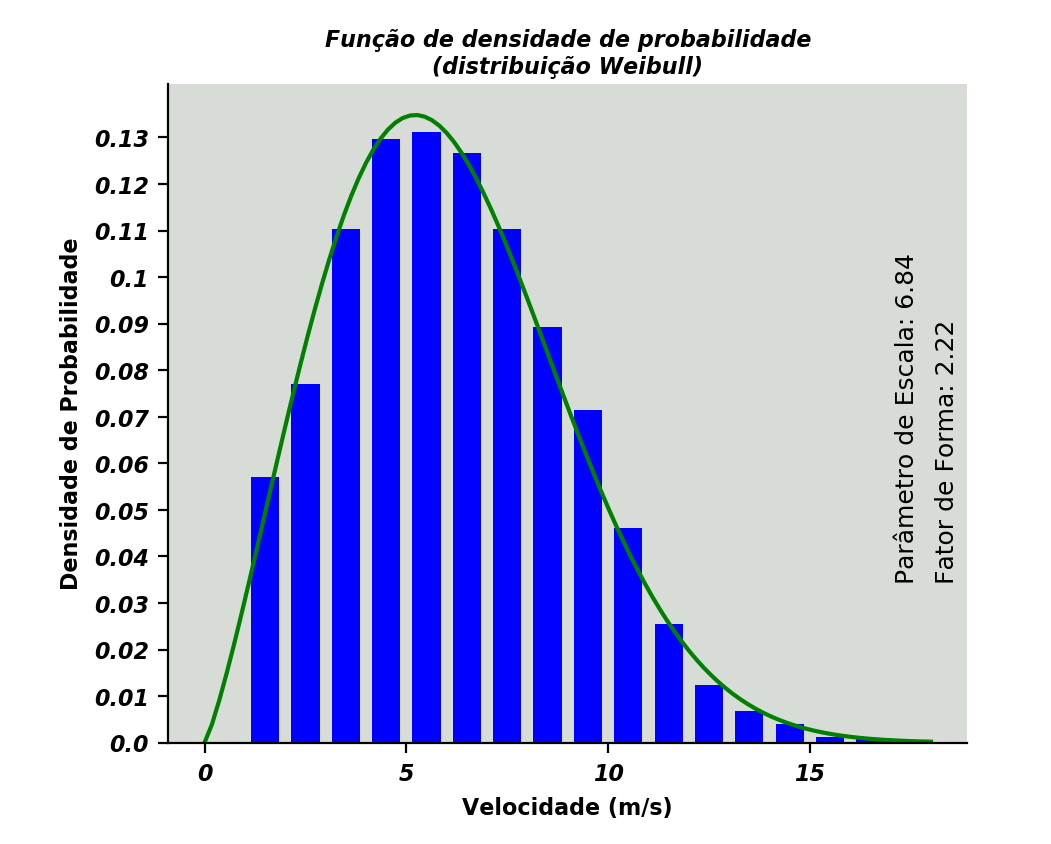 Função de densidade de probabilidade
(distribuição Weibull)
Densidade de Probabilidade
0.13
0.12
0.11
0.1
0.09
0.08
0.07
0.06
0.05
0.04
0.03
0.02
0.01
0.0
Parâmetro de Escala: 6.84
Fator de Forma: 2.22
0 5 10 15
Velocidade (m/s)